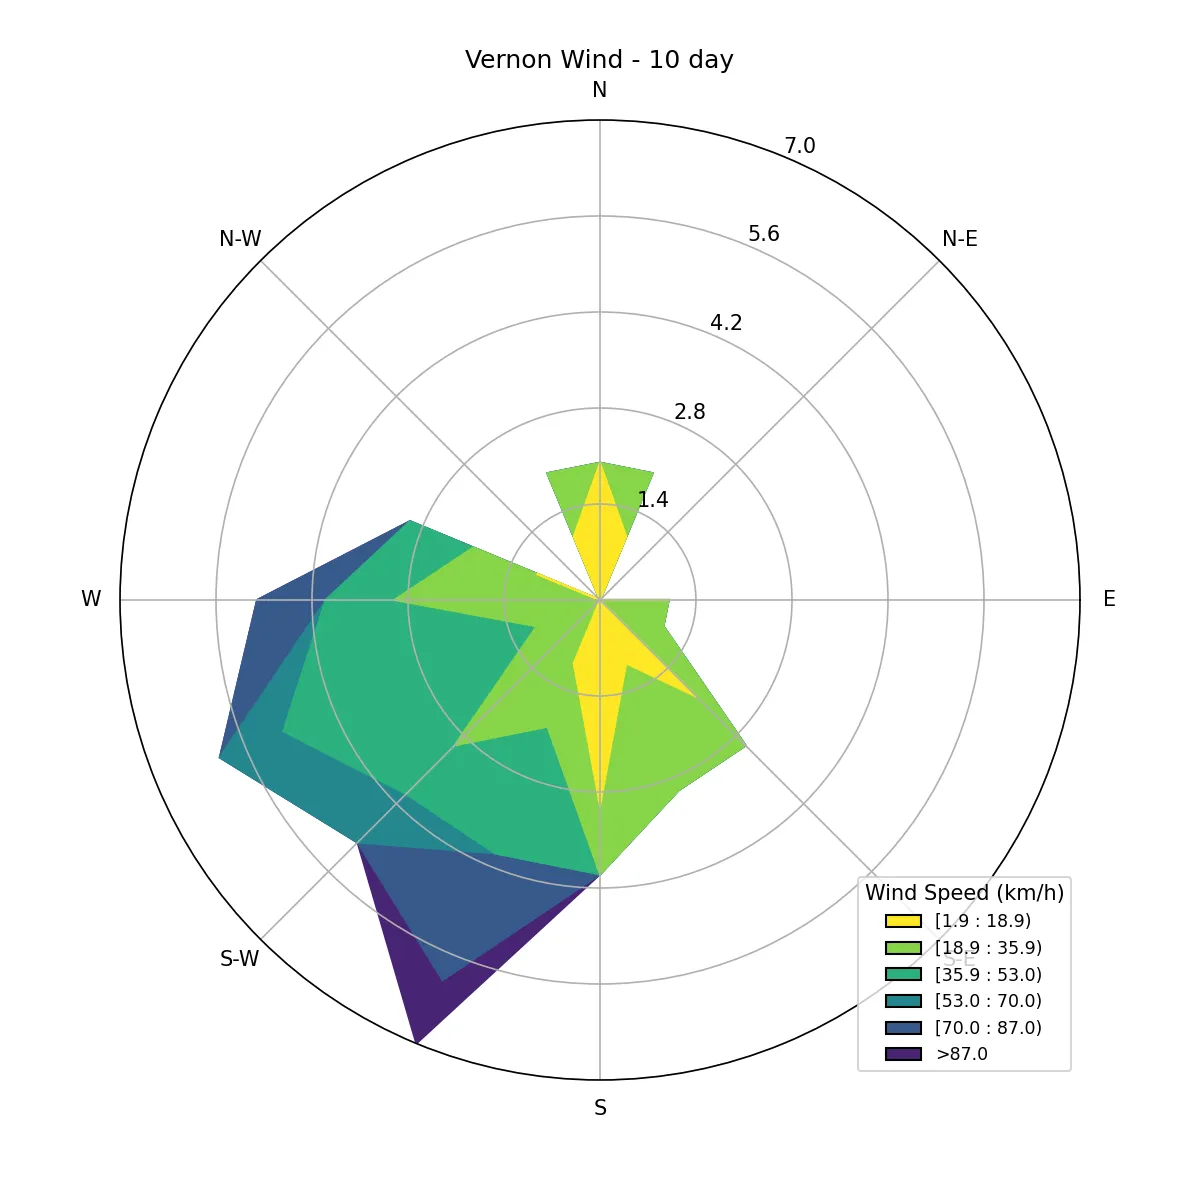 Vernon Wind - 10 day
N
7.0
5.6
N-W
N-E
4.2
2.8
1.4
W
E
Wind Speed (km/h)
[1.9 : 18.9)
[18.9 : 35.9)
S-W
S-E
[35.9 : 53.0)
[53.0 : 70.0)
[70.0 : 87.0)
>87.0
S